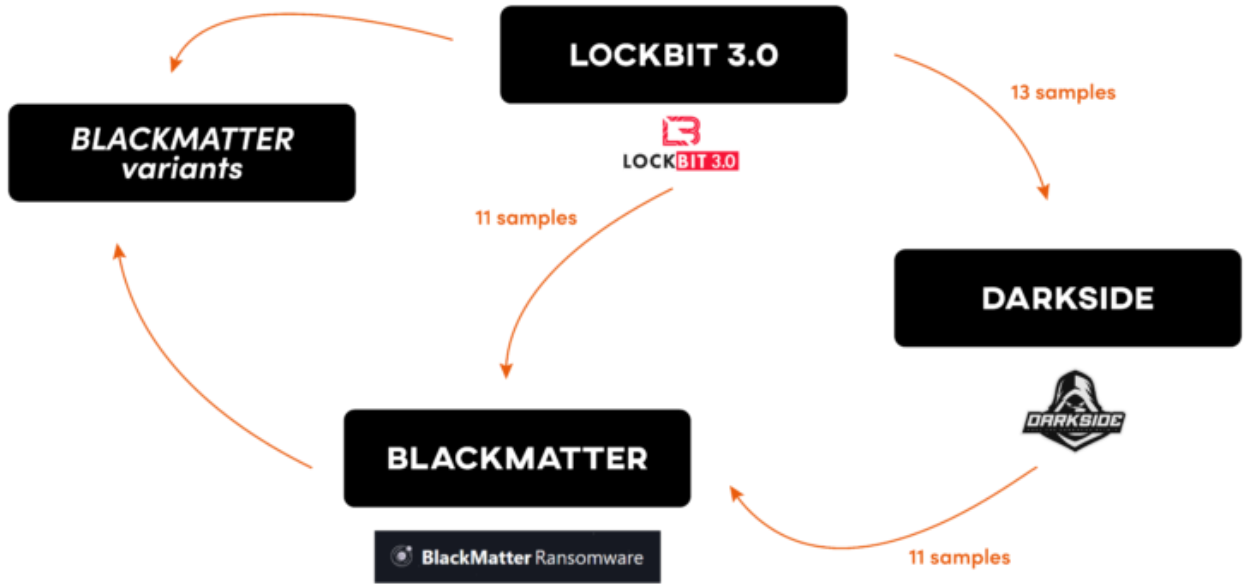 LOCKBIT 3.0
13 samples
BLACKMATTER
variants
LOCKBIT 3.0
11 samples
DARKSIDE
DARKSIDE
BLACKMATTER
BlackMatter Ransomware
11 samples